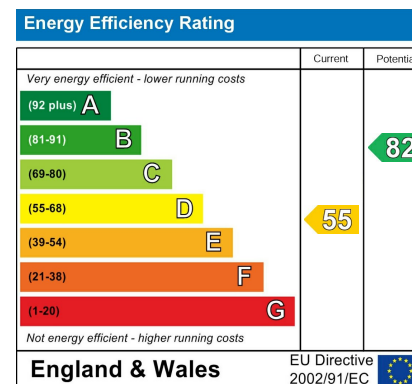 Energy Efficiency Rating
Current Potentia
Very energy efficient - lower running costs
(92 plus) A
(81-91) B
82
(69-80) C
(55-68) D
55
(39-54) E
(21-38) F
(1-20) G
Not energy efficient - higher running costs
England & Wales
EU Directive
2002/91/EC